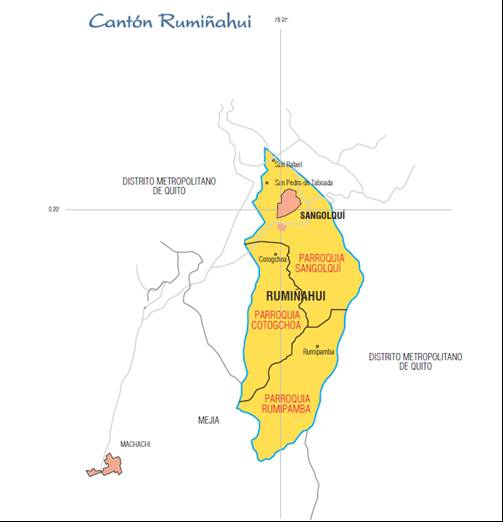 Cantón Rumiñahui
78 21'
San Rafael
DISTRITO METROPOLITANO
DE QUITO
San Pedro de Taboada
0 20'
SANGOLQUÍ
Cotogchoa
PARROQUIA
SANGOLQUÍ
RUMIÑAHUI
PARROQUIA
COTOGCHOA
Rumipamba
DISTRITO METROPOLITANO
DE QUITO
PARROQUIA
RUMIPAMBA
MEJIA
MACHACHI